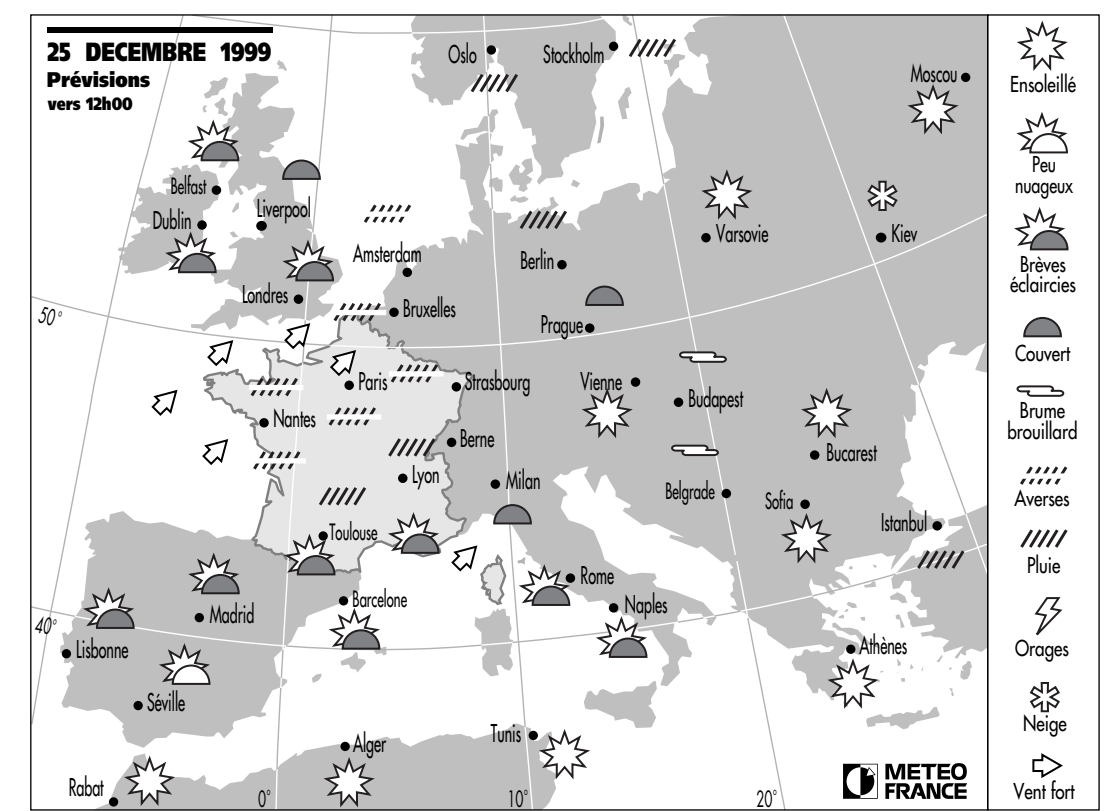 25 DECEMBRE 1999
Prévisions
vers 12h00
Oslo
Stockholm
Moscou
Belfast
Dublin
Liverpool
Amsterdam
Varsovie
Kiev
Berlin
Londres
Bruxelles
50°
Prague
Paris
Strasbourg
Vienne
Budapest
Nantes
Berne
Bucarest
Lyon
Milan
Belgrade
Sofia
Istanbul
Toulouse
Rome
Barcelone
Naples
Madrid
40°
Lisbonne
Athènes
Séville
Tunis
Alger
Rabat
0°
10°
20°
METEO
FRANCE
Ensoleillé
Peu
nuageux
Brèves
éclaircies
Couvert
Brume
brouillard
Averses
Pluie
Orages
Neige
Vent fort